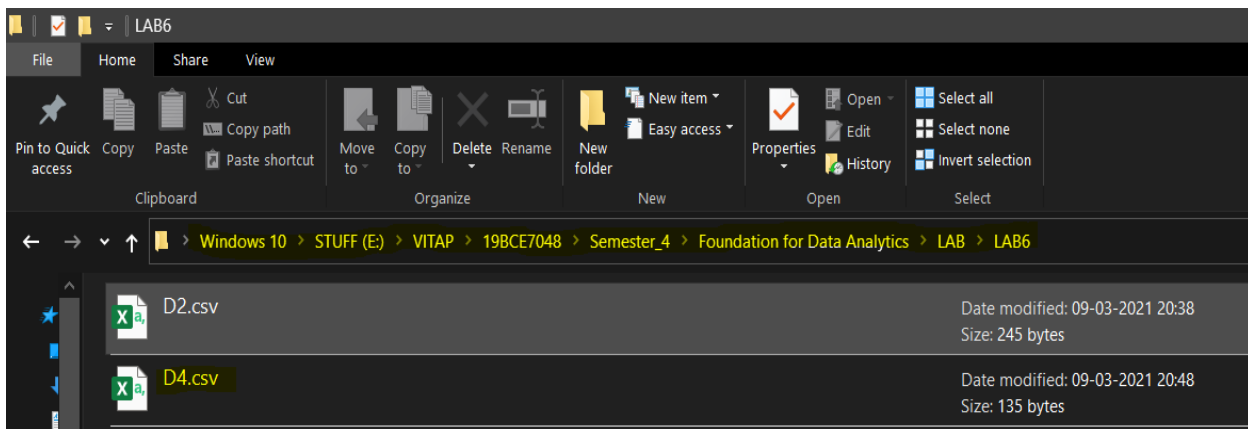 LAB6
File Home Share View
Pin to Quick access
Copy
Paste
Cut
Copy path
Paste shortcut
Clipboard
Move to
Copy to
Delete
Rename
Organize
New folder
New item
Easy access
New
Properties
Open
Edit
History
Open
Select all
Select none
Invert selection
Select
Windows 10 > STUFF (E:) > VITAP > 19BCE7048 > Semester_4 > Foundation for Data Analytics > LAB > LAB6
D2.csv
Date modified: 09-03-2021 20:38
Size: 245 bytes
D4.csv
Date modified: 09-03-2021 20:48
Size: 135 bytes